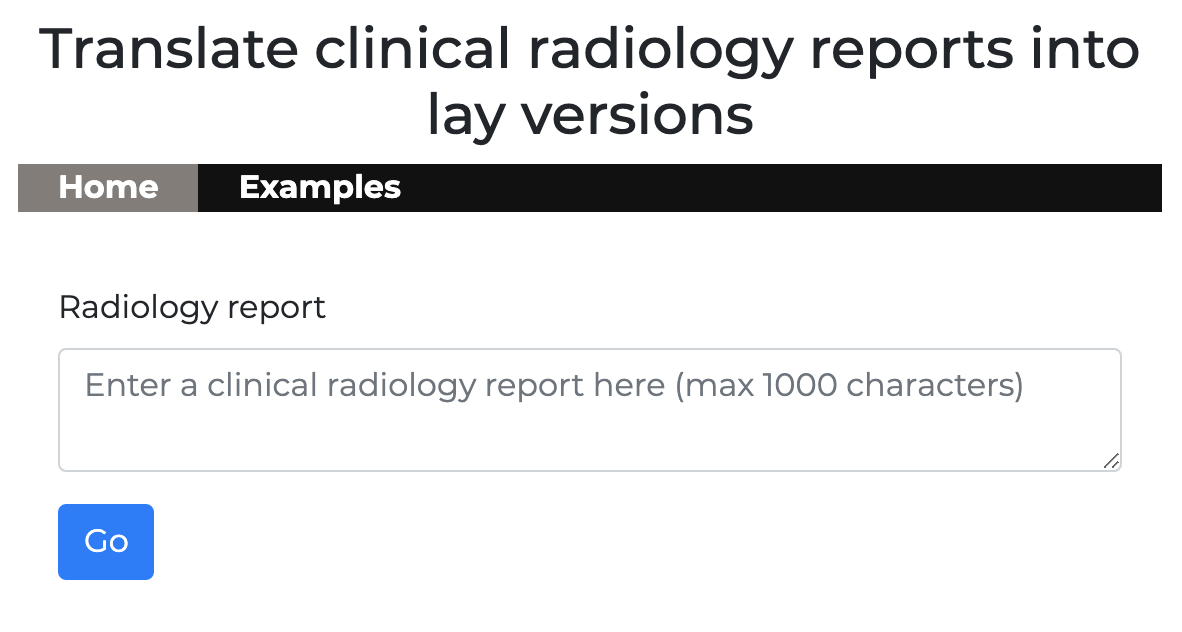 Translate clinical radiology reports into
lay versions
Home Examples
Radiology report
Enter a clinical radiology report here (max 1000 characters)
Go